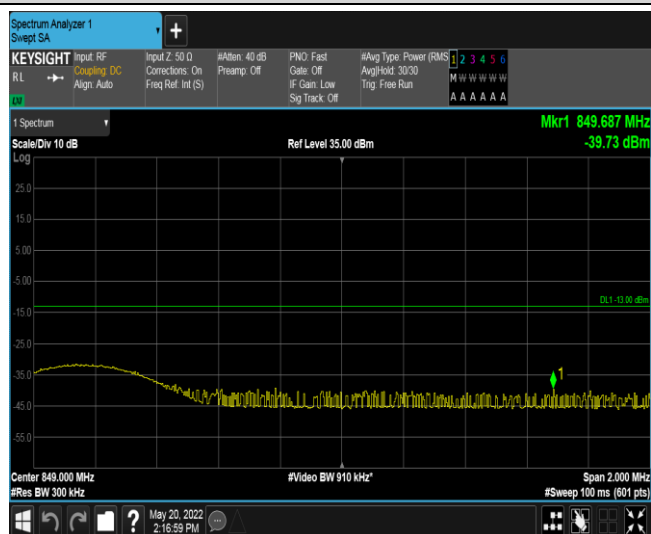 Spectrum Analyzer 1
Swept SA
+
KEYSIGHT Input: RF Input Z: 50 Ω #Atten: 40 dB PNO: Fast #Avg Type: Power (RMS 1 2 3 4 5 6
RL Coupling: DC Corrections: On Preamp: Off Gate: Off Avg|Hold: 30/30 M W W W W W
Align: Auto Freq Ref: Int (S) IF Gain: Low Trig: Free Run
Sig Track: Off A A A A A A
1 Spectrum Mkr1 849.687 MHz
Scale/Div 10 dB Ref Level 35.00 dBm -39.73 dBm
Log
25.0
15.0
5.00
-5.00
DL1 -13.00 dBm
-15.0
-25.0
-35.0
1
-45.0
-55.0
Center 849.000 MHz #Video BW 910 kHz* Span 2.000 MHz
#Res BW 300 kHz #Sweep 100 ms (601 pts)
? May 20, 2022
2:16:59 PM